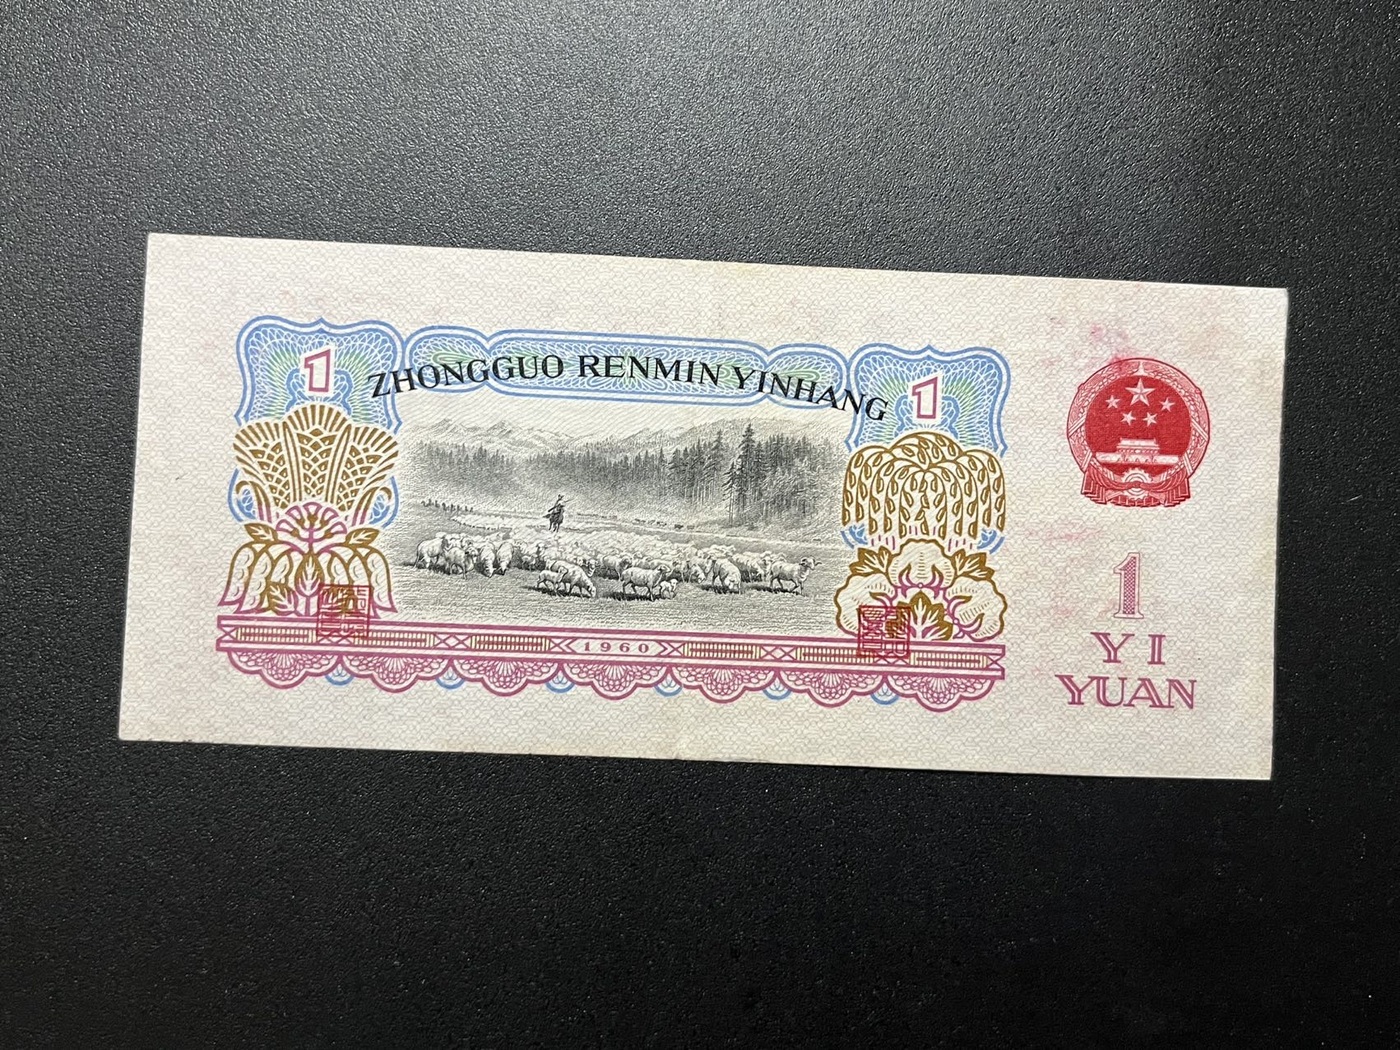 1
ZHONGGUO RENMIN YINHANG
1
1960
1
YI
YUAN